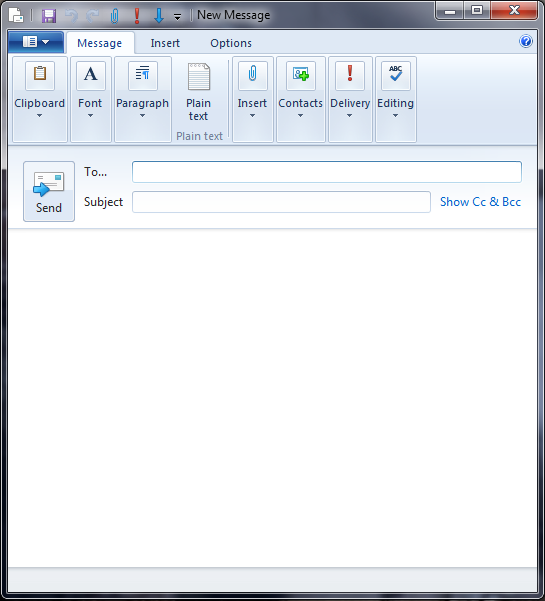 New Message
Message Insert Options
Clipboard Font Paragraph Plain text Insert Contacts Delivery ABC Editing
Plain text
To...
Send
Subject Show Cc & Bcc